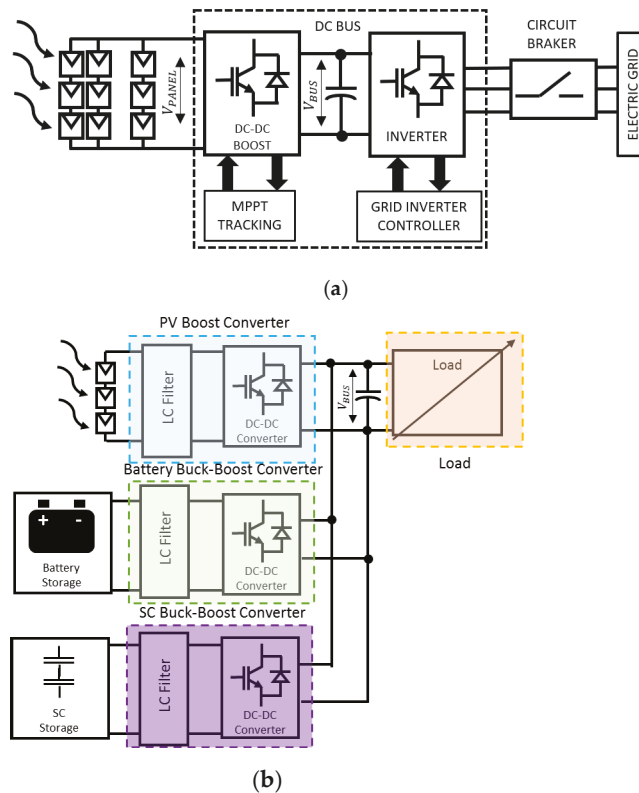 DC BUS
CIRCUIT
BRAKER
V_PANEL
DC-DC
BOOST
V_BUS
INVERTER
ELECTRIC GRID
MPPT
TRACKING
GRID INVERTER
CONTROLLER
(a)
PV Boost Converter
LC Filter
DC-DC
Converter
V_BUS
Load
Load
Battery Buck-Boost Converter
+ -
Battery
Storage
LC Filter
DC-DC
Converter
SC Buck-Boost Converter
SC
Storage
LC Filter
DC-DC
Converter
(b)